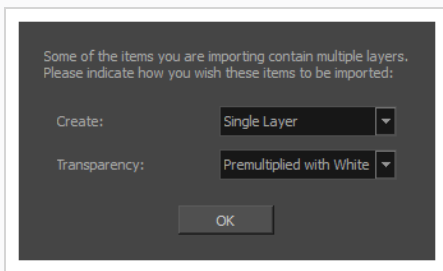 Some of the items you are importing contain multiple layers.
Please indicate how you wish these items to be imported:
Create: Single Layer
Transparency: Premultiplied with White
OK